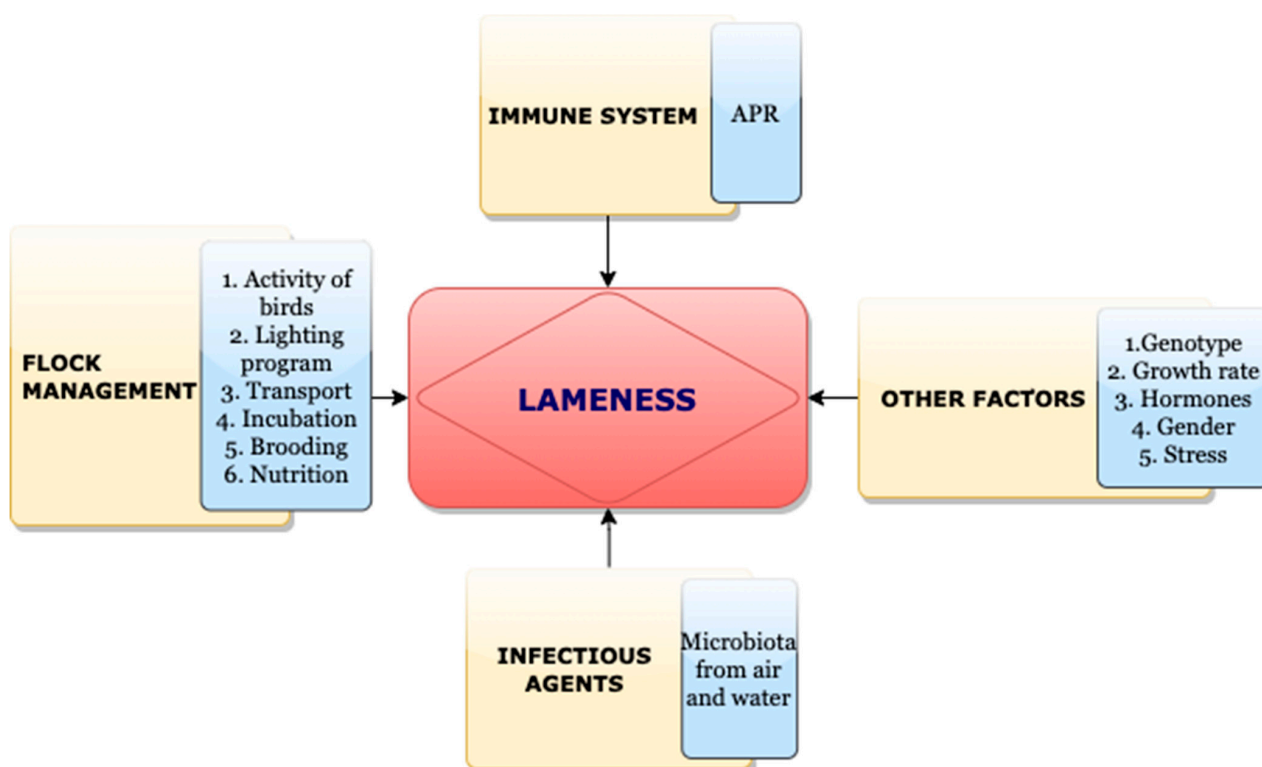 IMMUNE SYSTEM
APR
FLOCK
MANAGEMENT
1. Activity of
birds
2. Lighting
program
3. Transport
4. Incubation
5. Brooding
6. Nutrition
LAMENESS
OTHER FACTORS
1.Genotype
2. Growth rate
3. Hormones
4. Gender
5. Stress
INFECTIOUS
AGENTS
Microbiota
from air
and water